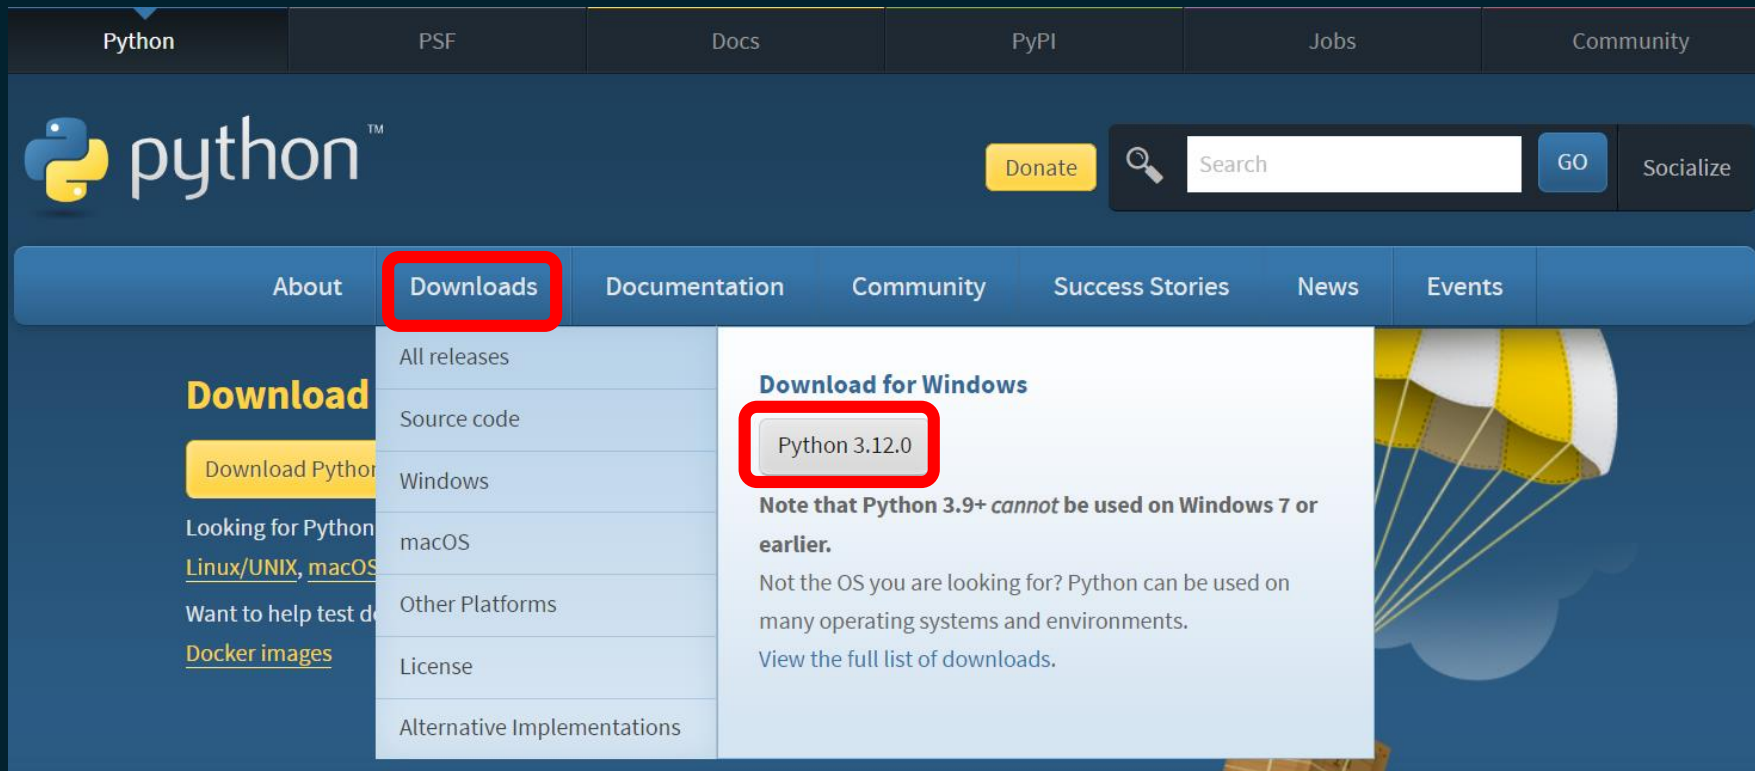 Python
PSF
Docs
PyPI
Jobs
Community
python™
Donate
Search
GO
Socialize
About
Downloads
Documentation
Community
Success Stories
News
Events
Download
Download Python
Looking for Python
Linux/UNIX, macOS
Want to help test
Docker images
All releases
Source code
Windows
macOS
Other Platforms
License
Alternative Implementations
Download for Windows
Python 3.12.0
Note that Python 3.9+ cannot be used on Windows 7 or
earlier.
Not the OS you are looking for? Python can be used on
many operating systems and environments.
View the full list of downloads.